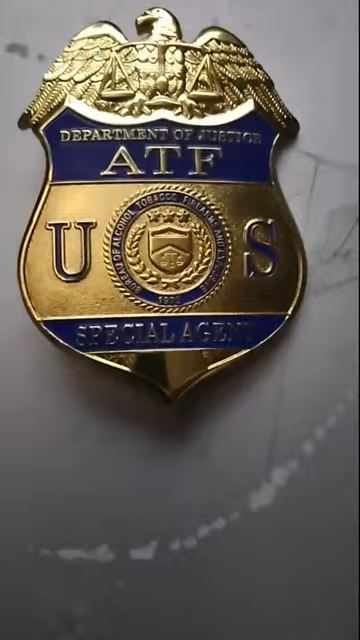 DEPARTMENT OF JUSTICE
ATF
U S
BUREAU OF ALCOHOL, TOBACCO, FIREARMS AND EXPLOSIVES
1972
SPECIAL AGENT